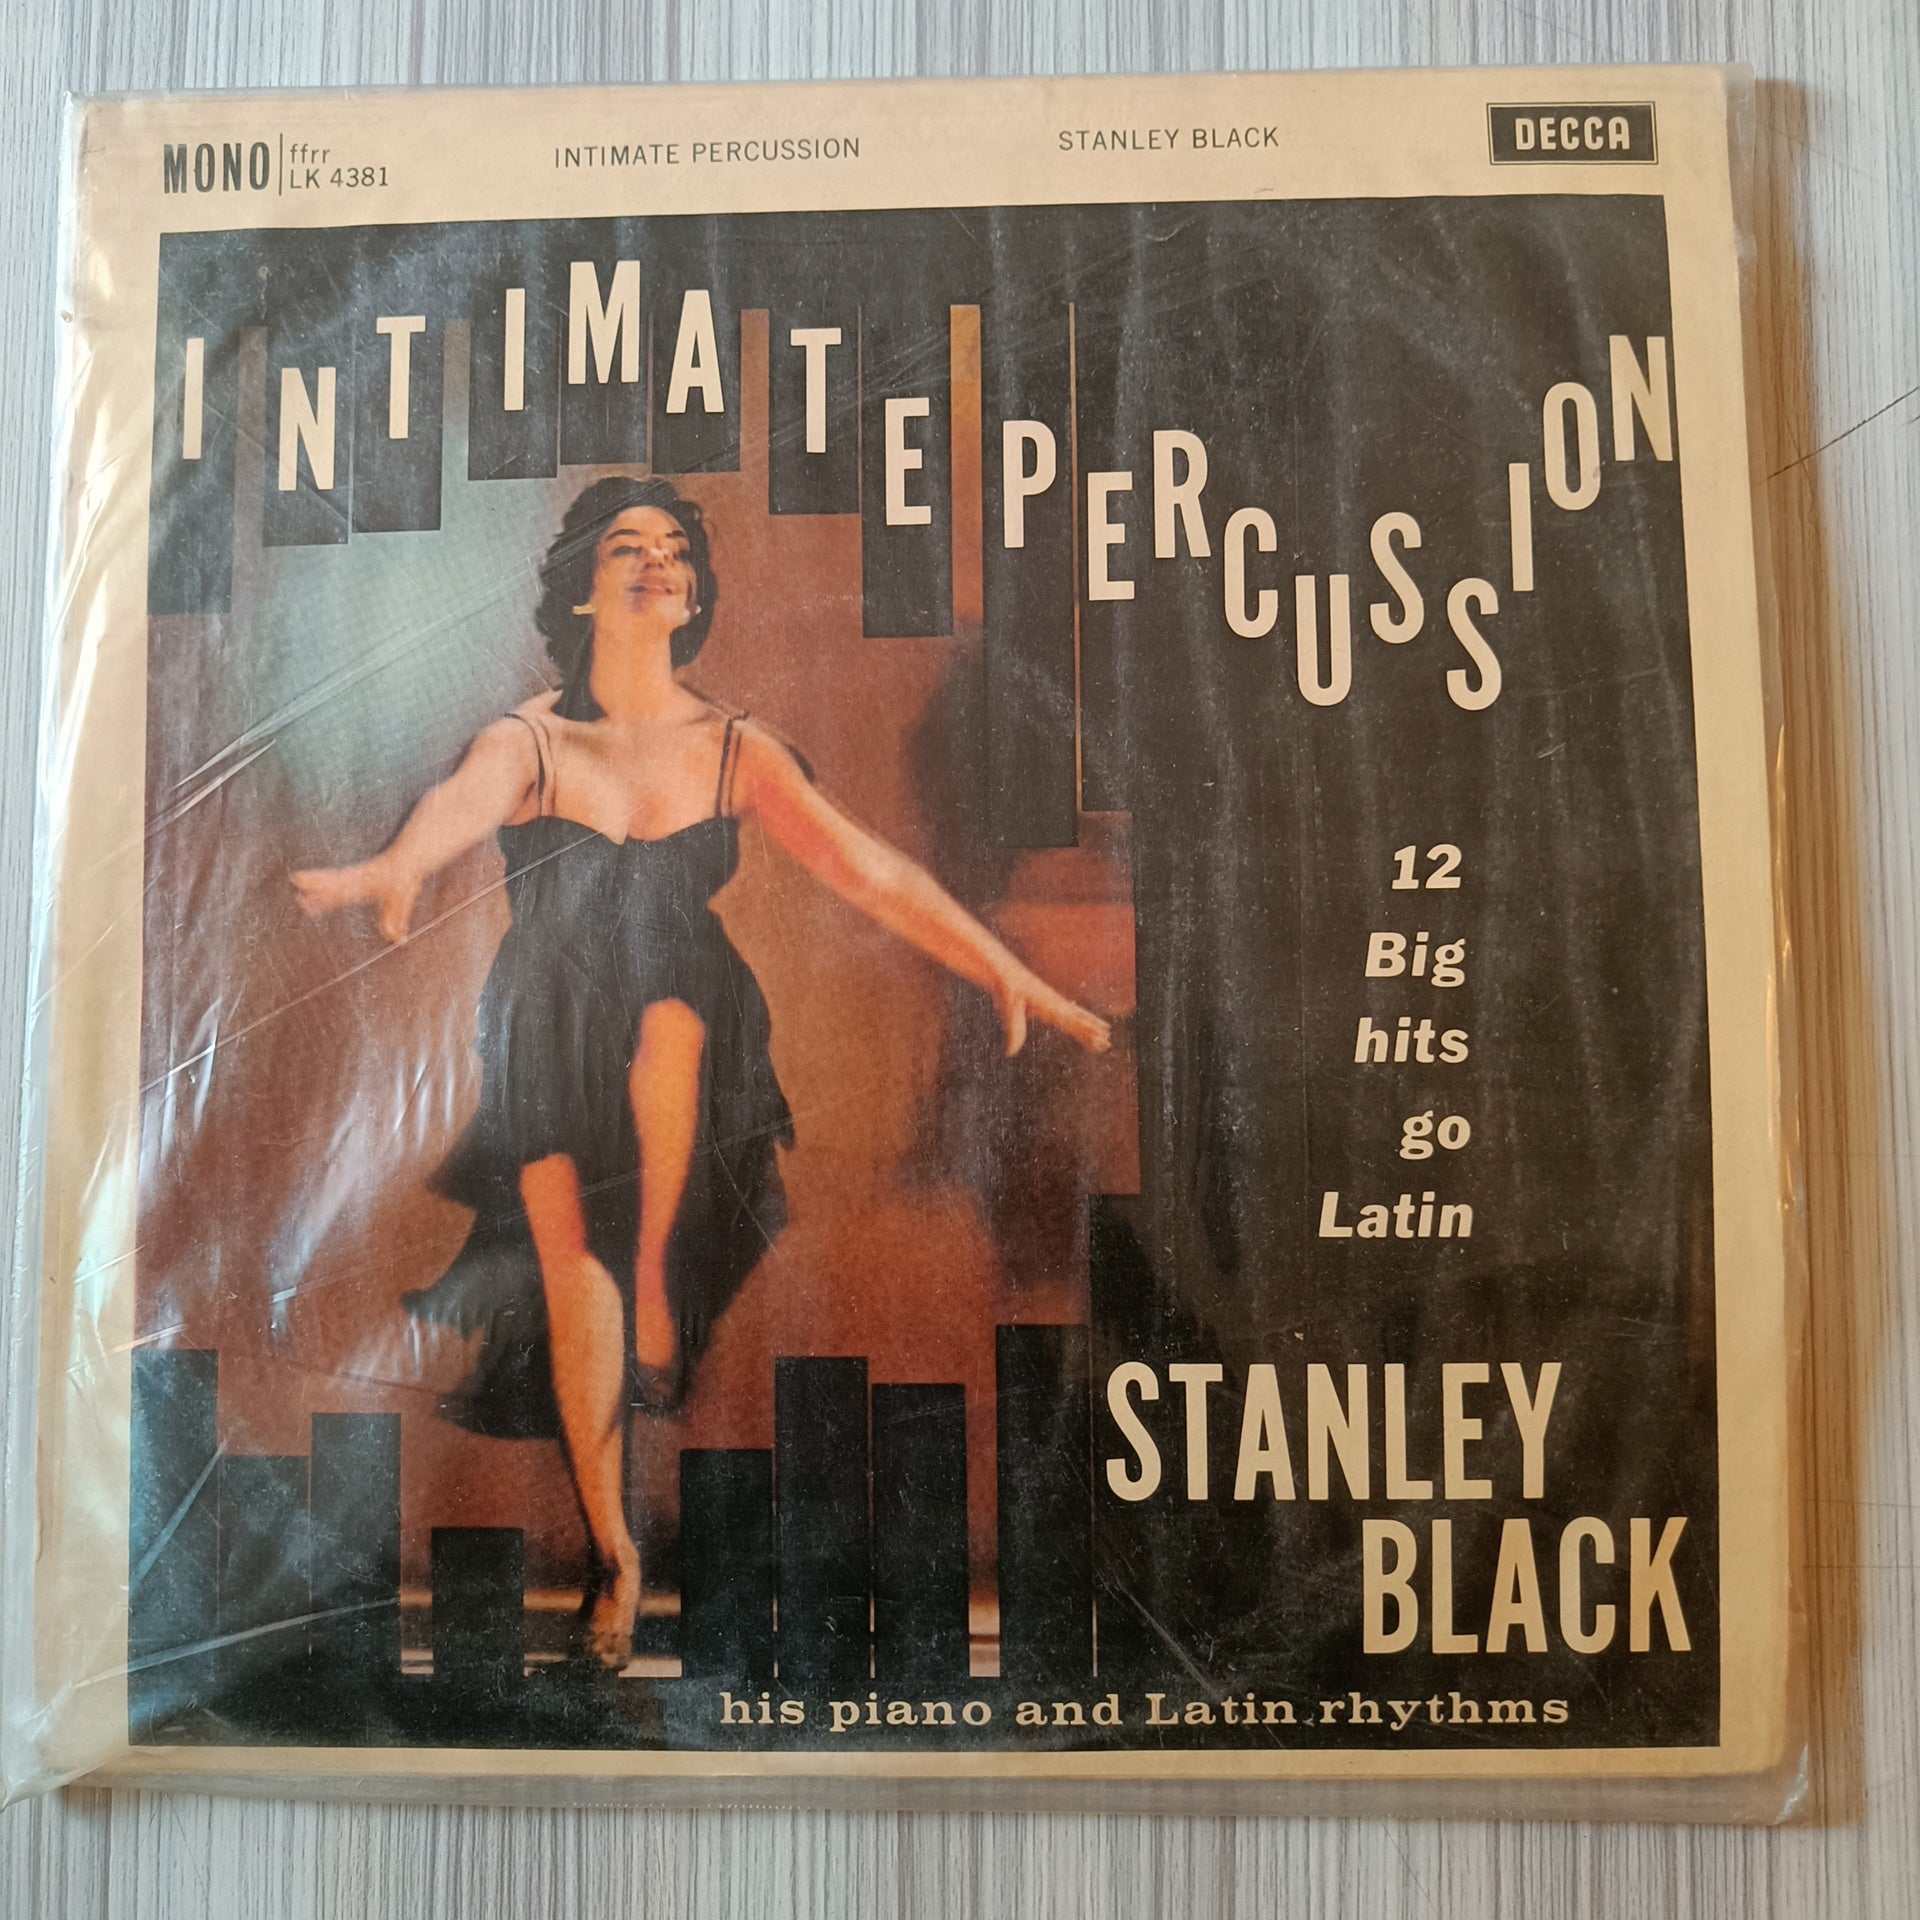 MONO ffrr
LK 4381
INTIMATE PERCUSSION
STANLEY BLACK
DECCA
INTIMATE PERCUSSION
12
Big
hits
go
Latin
STANLEY
BLACK
his piano and Latin rhythms